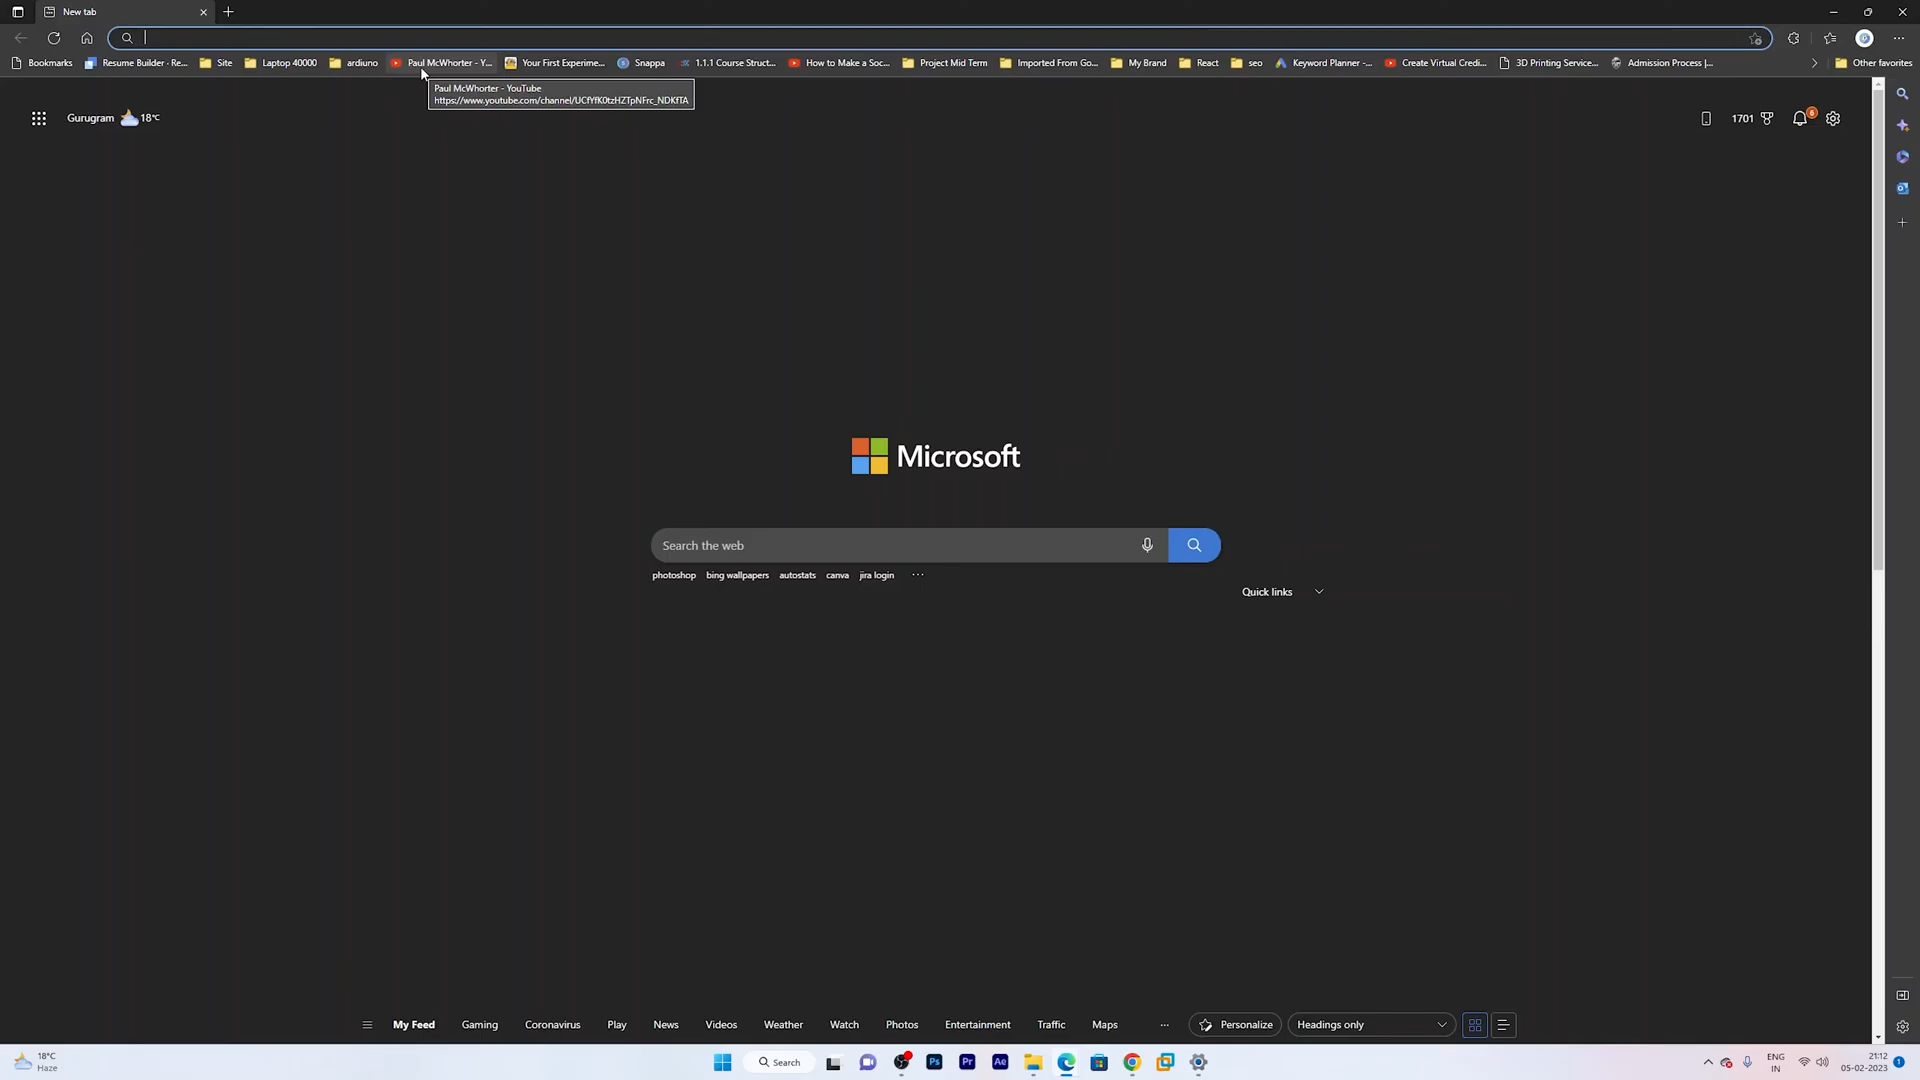 New tab
Bookmarks
Resume Builder - Re...
Site
Laptop 40000
ardiuno
Paul McWhorter - Y...
Your First Experime...
Snappa
1.1.1 Course Struct...
How to Make a Soc...
Project Mid Term
Imported From Go...
My Brand
React
seo
Keyword Planner -...
Create Virtual Credi...
3D Printing Service...
Admission Process |...
Other favorites
Paul McWhorter - YouTube
https://www.youtube.com/channel/UCfYfK0tzHZTpNFrc_NDKfTA
Gurugram 18°C
1701
6
Microsoft
Search the web
photoshop bing wallpapers autostats canva jira login ...
Quick links
My Feed Gaming Coronavirus Play News Videos Weather Watch Photos Entertainment Traffic Maps ... Personalize Headings only
18°C
Haze
Search
Ps Pr Ae
ENG
IN
21:12
05-02-2023
1